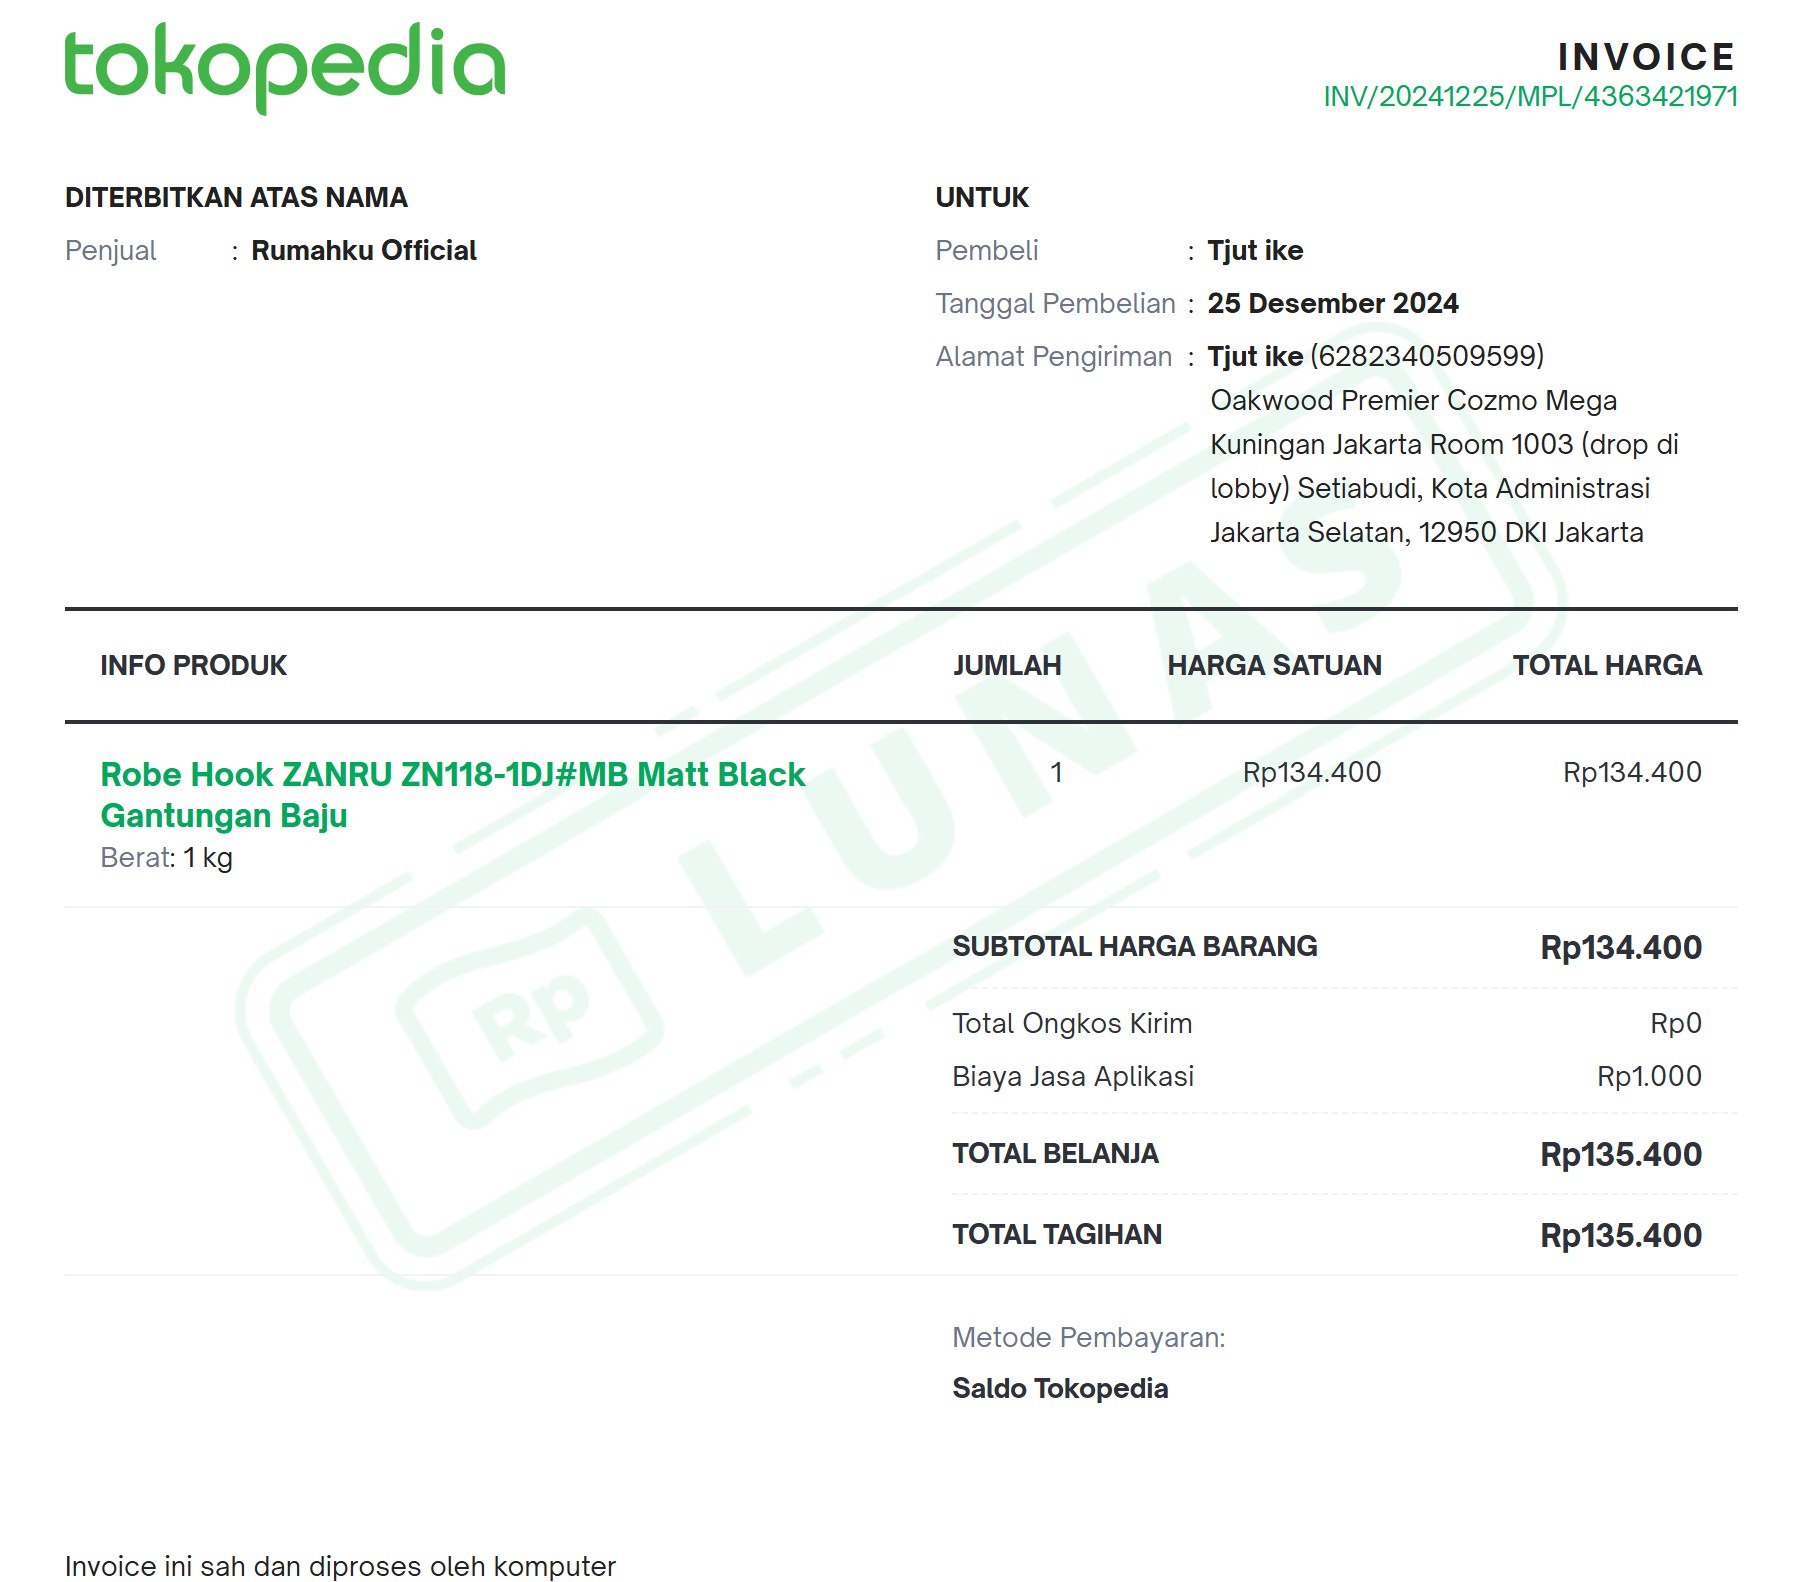 tokopedia
INVOICE
INV/20241225/MPL/4363421971
DITERBITKAN ATAS NAMA
Penjual : Rumahku Official
UNTUK
Pembeli : Tjut ike
Tanggal Pembelian : 25 Desember 2024
Alamat Pengiriman : Tjut ike (6282340509599)
Oakwood Premier Cozmo Mega
Kuningan Jakarta Room 1003 (drop di
lobby) Setiabudi, Kota Administrasi
Jakarta Selatan, 12950 DKI Jakarta
INFO PRODUK JUMLAH HARGA SATUAN TOTAL HARGA
Robe Hook ZANRU ZN118-1DJ#MB Matt Black 1 Rp134.400 Rp134.400
Gantungan Baju
Berat: 1 kg
SUBTOTAL HARGA BARANG Rp134.400
Total Ongkos Kirim Rp0
Biaya Jasa Aplikasi Rp1.000
TOTAL BELANJA Rp135.400
TOTAL TAGIHAN Rp135.400
Metode Pembayaran:
Saldo Tokopedia
Rp LUNAS
Invoice ini sah dan diproses oleh komputer